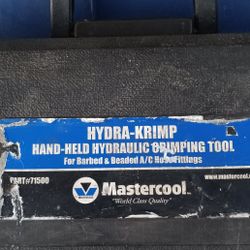 HYDRA-KRIMP
HAND-HELD HYDRAULIC CRIMPING TOOL
For Barbed & Beaded A/C Hose Fittings
PART#71500
Mastercool®
"World Class Quality"